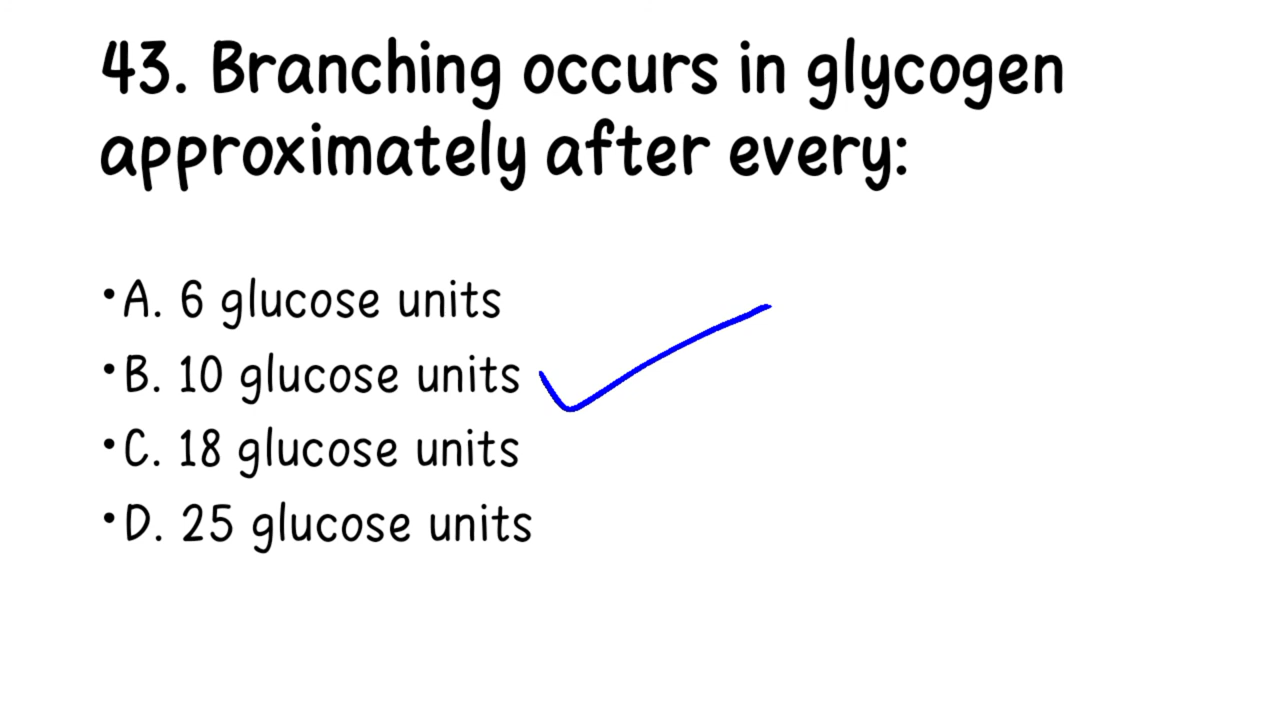 43. Branching occurs in glycogen
approximately after every:
•A. 6 glucose units
•B. 10 glucose units
•C. 18 glucose units
•D. 25 glucose units